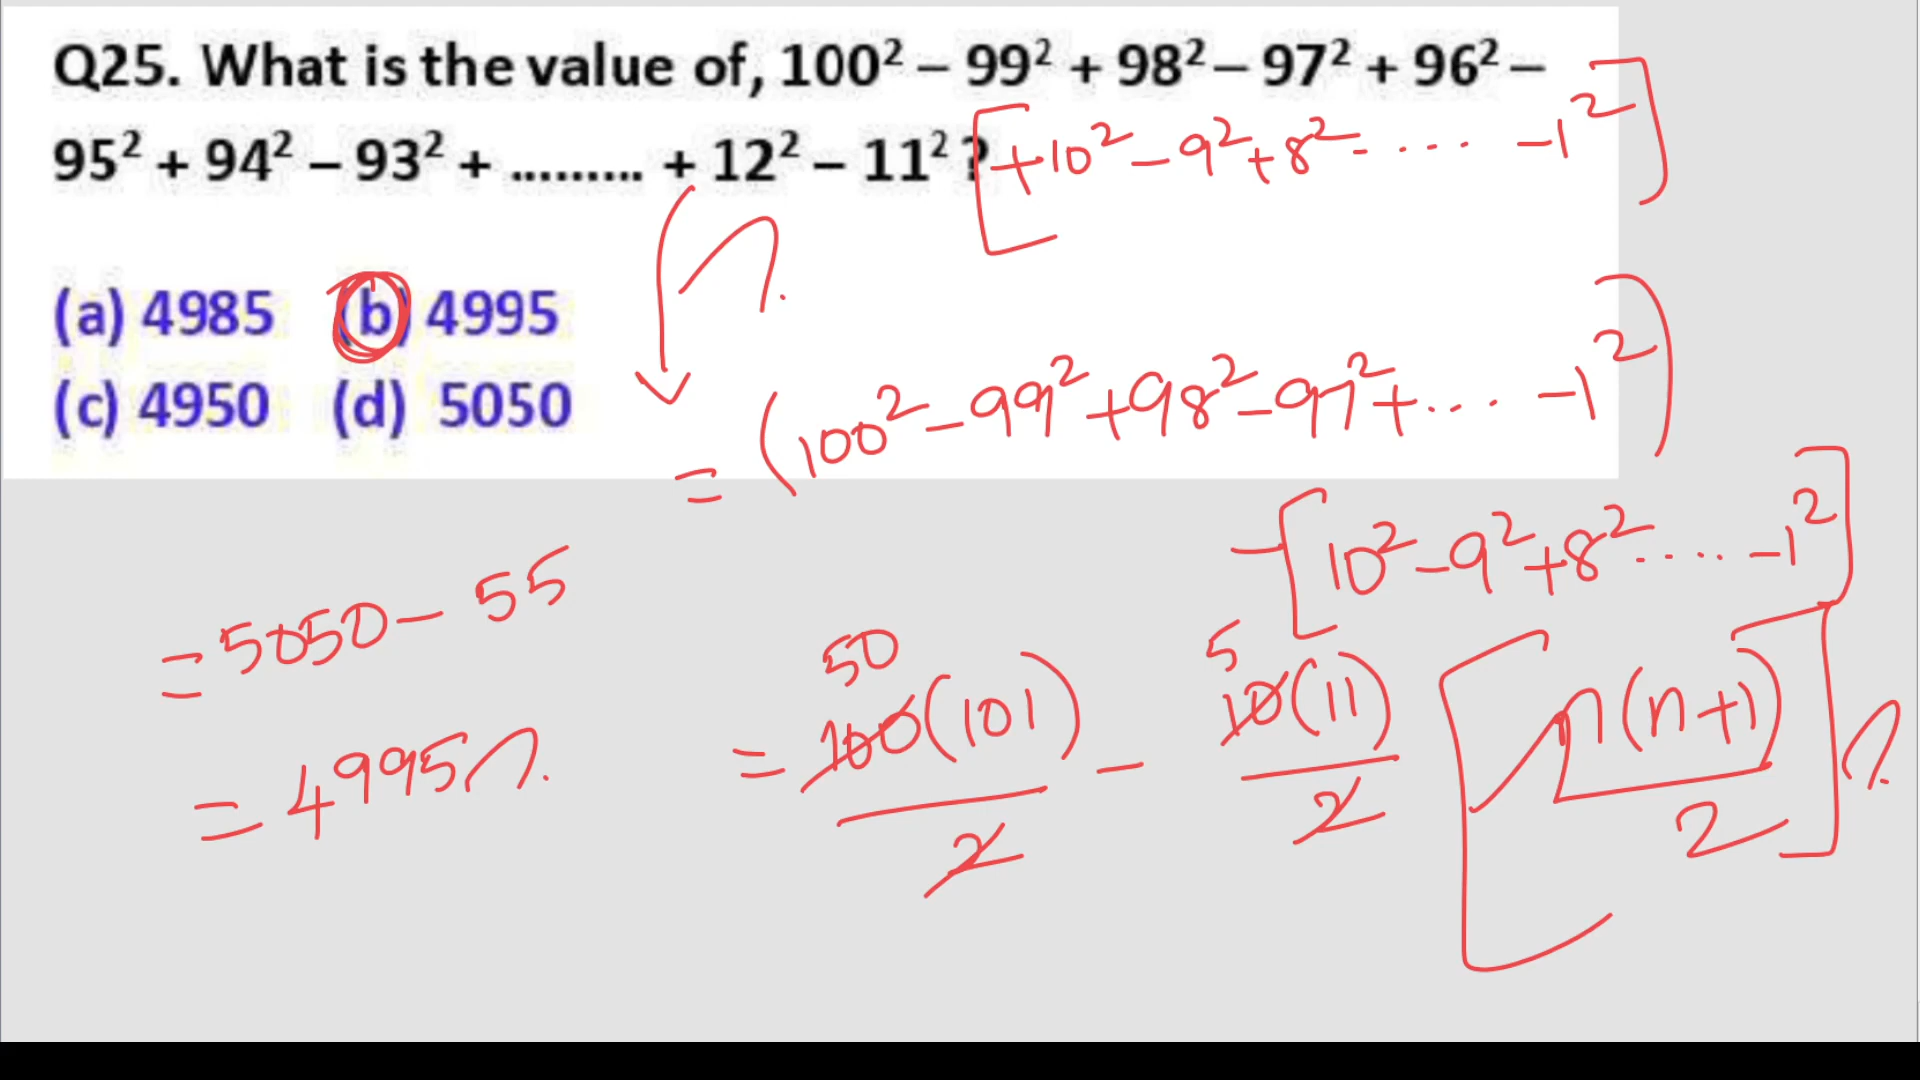 Q25. What is the value of, 100² – 99² + 98² – 97² + 96² –
95² + 94² – 93² + ......... + 12² – 11² ?
[+10² – 9² + 8² – ···· – 1²]
(a) 4985 (b) 4995
(c) 4950 (d) 5050
= (100² – 99² + 98² – 97² + ···· – 1²)
– [10² – 9² + 8² ····· – 1²]
= 5050 – 55
= 4995
50 5
= 100(101)/2 – 10(11)/2 [n(n+1)/2]